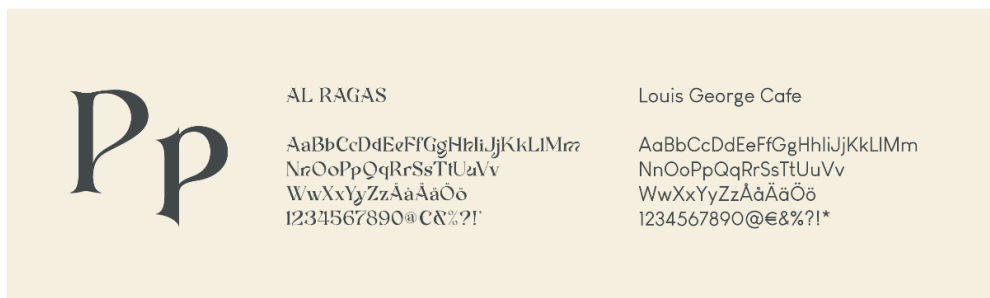 Pp
AL RAGAS
AaBbCcDdEeFfGgHhIiJjKkLlMm
NnOoPpQqRrSsTtUuVv
WwXxYyZzÅåÄäÖö
1234567890@€&%?!*
Louis George Cafe
AaBbCcDdEeFfGgHhIiJjKkLlMm
NnOoPpQqRrSsTtUuVv
WwXxYyZzÅåÄäÖö
1234567890@€&%?!*